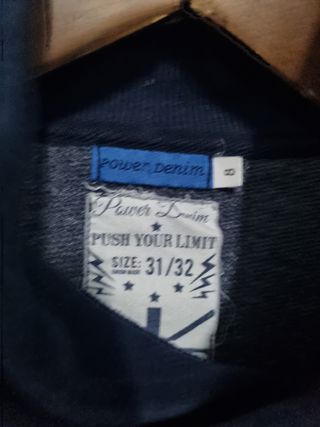 Power Denim
8
Power Denim
PUSH YOUR LIMIT
SIZE: 31/32